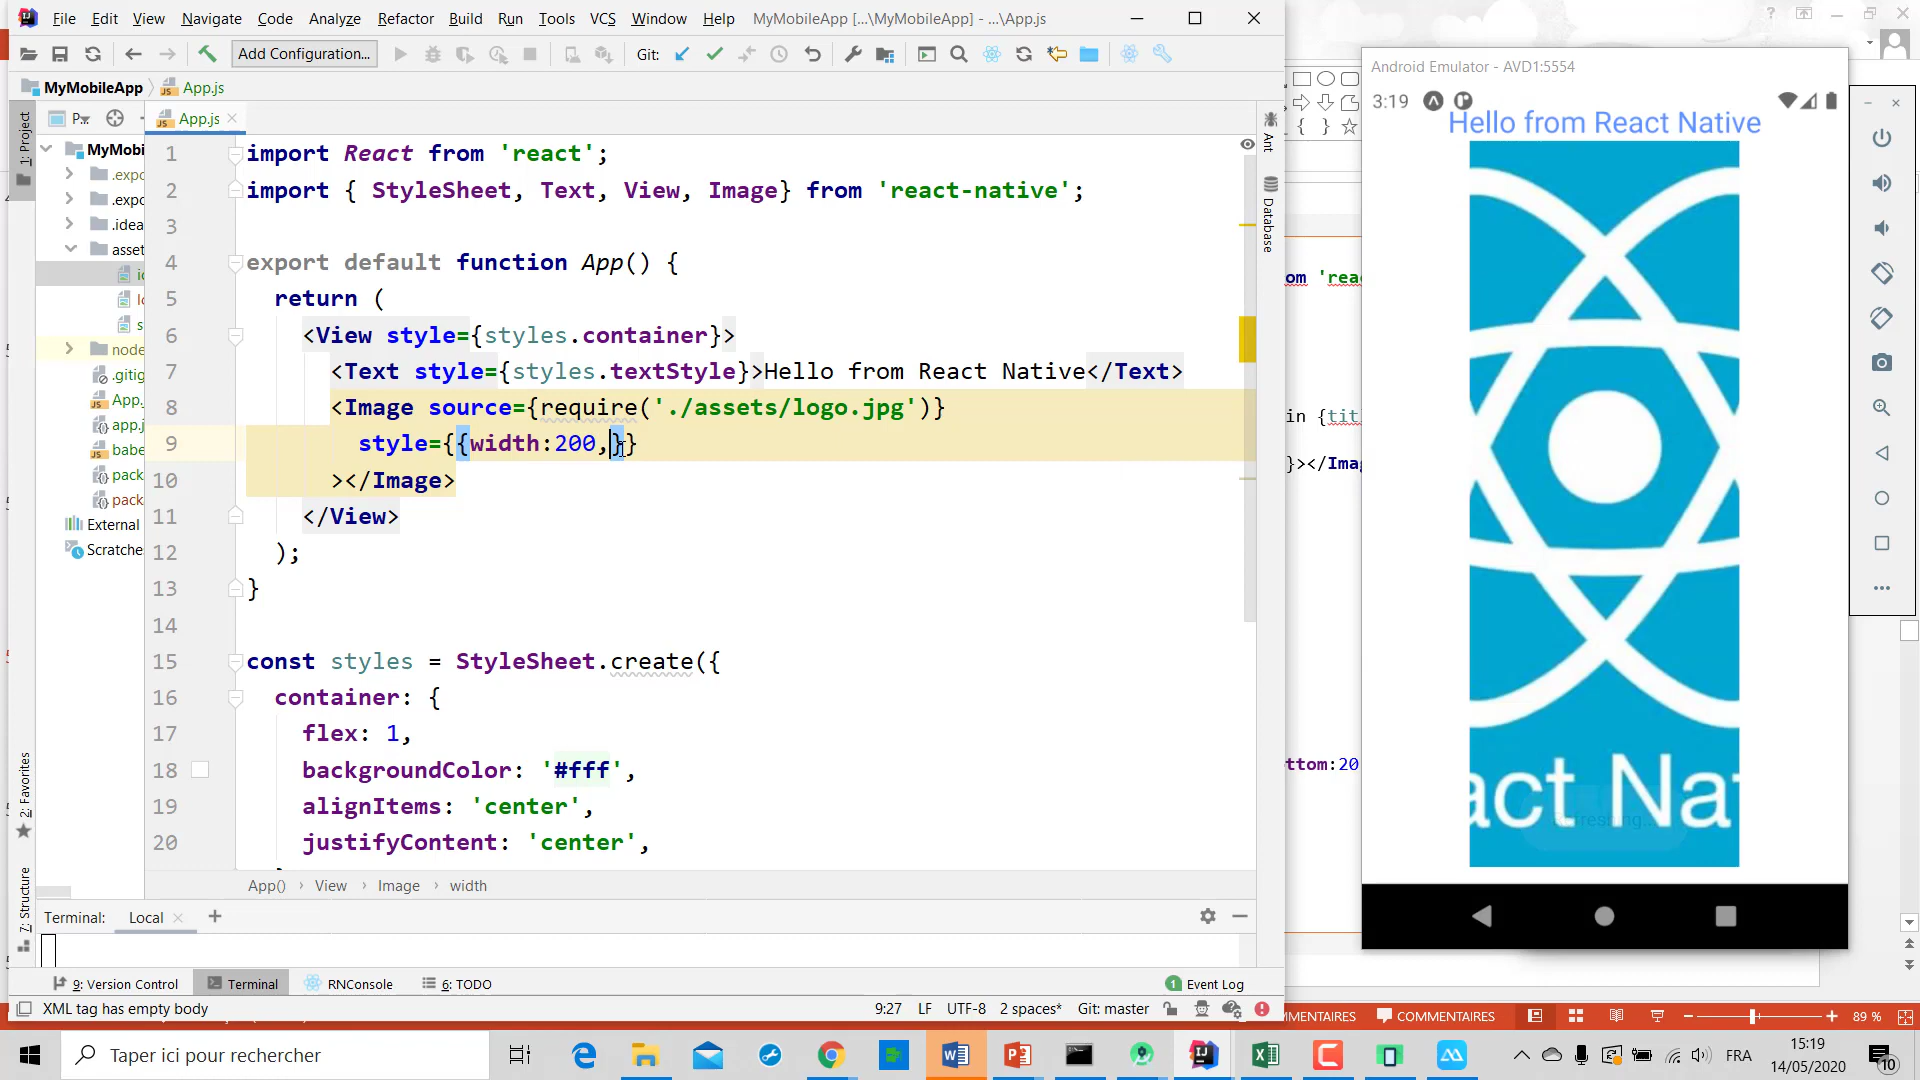 File Edit View Navigate Code Analyze Refactor Build Run Tools VCS Window Help MyMobileApp [...\MyMobileApp] - ...\App.js
Add Configuration...
Git:
MyMobileApp App.js
P.. App.js
1: Project
MyMobi
.expo
.expo
.idea
asset
ic
lo
s
node
.gitig
App.
app.j
babe
pack
pack
External
Scratche
2: Favorites
7: Structure
1 import React from 'react';
2 import { StyleSheet, Text, View, Image} from 'react-native';
3
4 export default function App() {
5 return (
6 <View style={styles.container}>
7 <Text style={styles.textStyle}>Hello from React Native</Text>
8 <Image source={require('./assets/logo.jpg')}
9 style={{width:200,}}
10 ></Image>
11 </View>
12 );
13 }
14
15 const styles = StyleSheet.create({
16 container: {
17 flex: 1,
18 backgroundColor: '#fff',
19 alignItems: 'center',
20 justifyContent: 'center',
Ant
Database
App() › View › Image › width
Terminal: Local × +
9: Version Control Terminal RNConsole 6: TODO
1 Event Log
XML tag has empty body 9:27 LF UTF-8 2 spaces* Git: master
om 'reac
in {tit
}></Ima
ttom:20
Android Emulator - AVD1:5554
3:19
Hello from React Native
act Nat
Refreshing...
MMENTAIRES COMMENTAIRES 89 %
Taper ici pour rechercher
FRA
15:19
14/05/2020
10